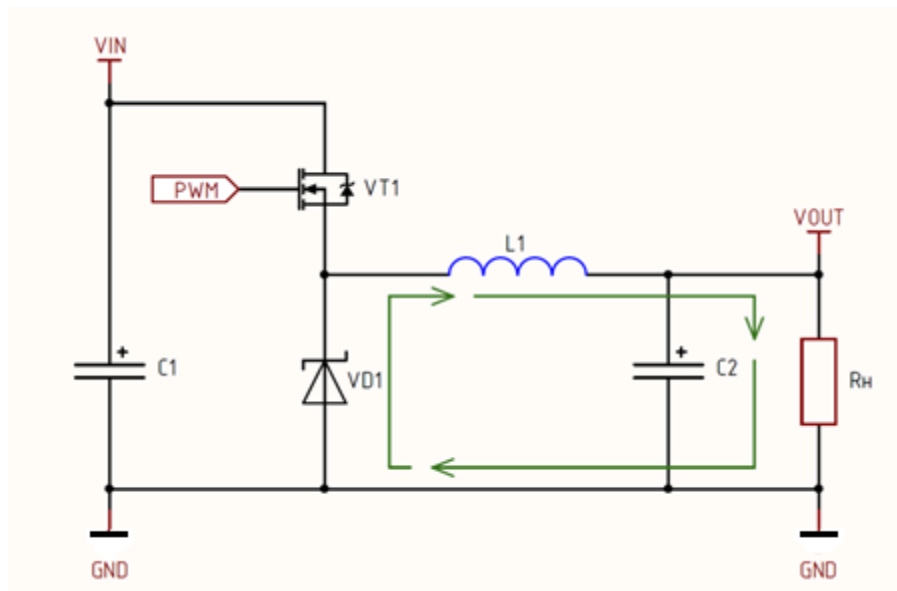 VIN
PWM
VT1
L1
VOUT
+
C1
VD1
+
C2
Rн
GND
GND